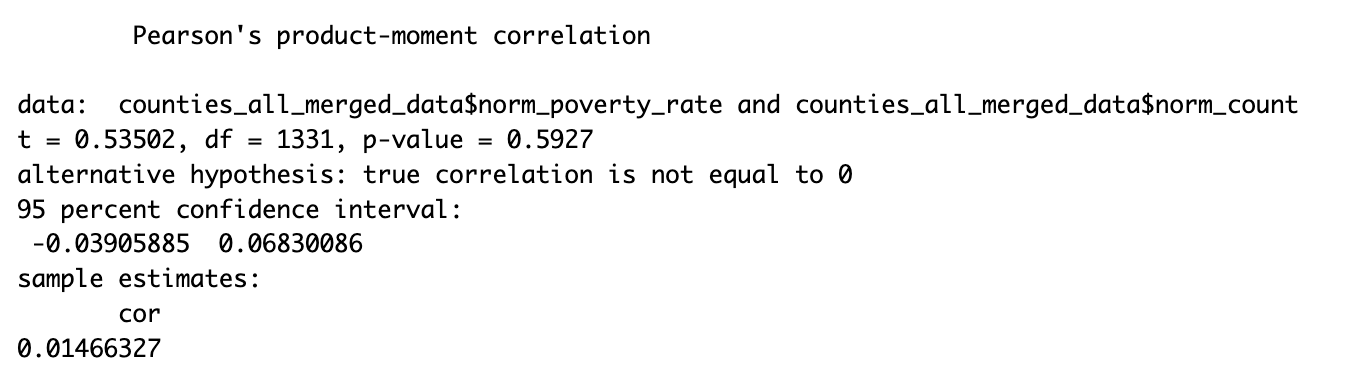 Pearson's product-moment correlation
data:  counties_all_merged_data$norm_poverty_rate and counties_all_merged_data$norm_count
t = 0.53502, df = 1331, p-value = 0.5927
alternative hypothesis: true correlation is not equal to 0
95 percent confidence interval:
 -0.03905885  0.06830086
sample estimates:
       cor
0.01466327